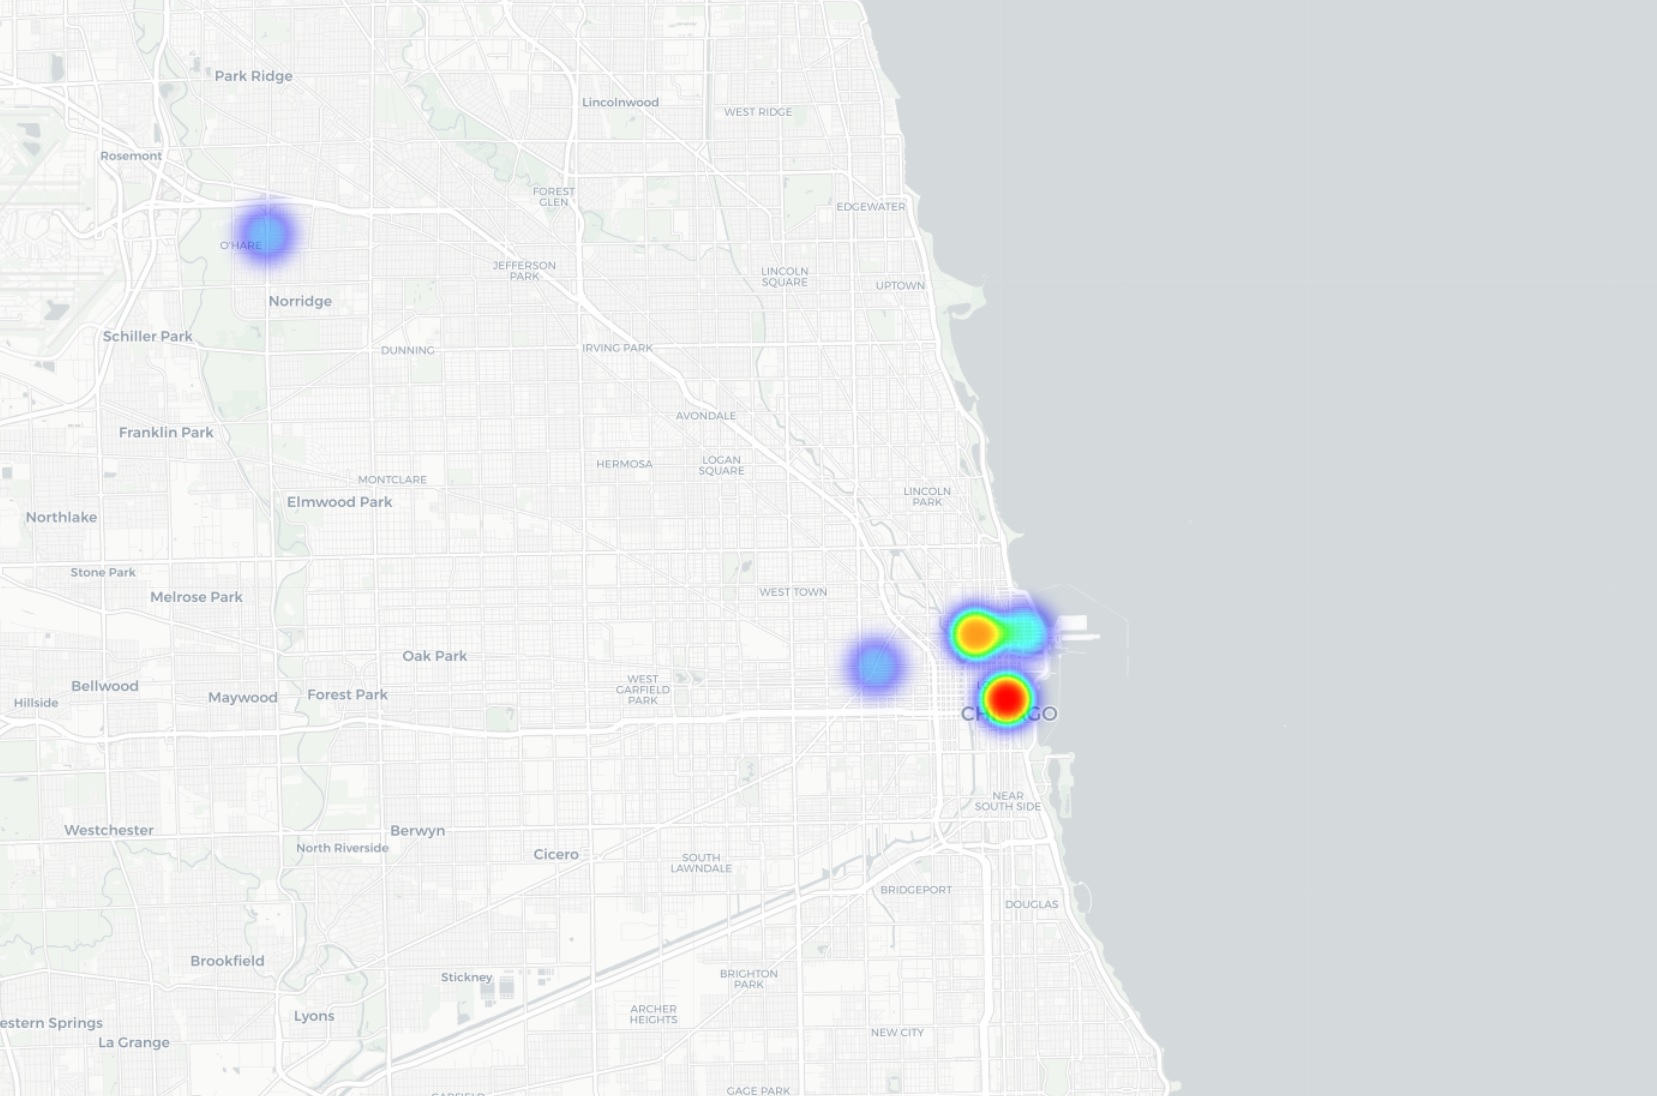 Park Ridge
Lincolnwood
WEST RIDGE
Rosemont
FOREST
GLEN
EDGEWATER
O'HARE
JEFFERSON
PARK
LINCOLN
SQUARE
UPTOWN
Norridge
Schiller Park
DUNNING
IRVING PARK
AVONDALE
Franklin Park
HERMOSA
LOGAN
SQUARE
MONTCLARE
Elmwood Park
LINCOLN
PARK
Northlake
Stone Park
Melrose Park
WEST TOWN
Oak Park
WEST
GARFIELD
PARK
Bellwood
Maywood
Forest Park
Hillside
CHICAGO
NEAR
SOUTH SIDE
Westchester
Berwyn
North Riverside
Cicero
SOUTH
LAWNDALE
BRIDGEPORT
DOUGLAS
Brookfield
Stickney
BRIGHTON
PARK
Lyons
ARCHER
HEIGHTS
estern Springs
La Grange
NEW CITY
GAGE PARK